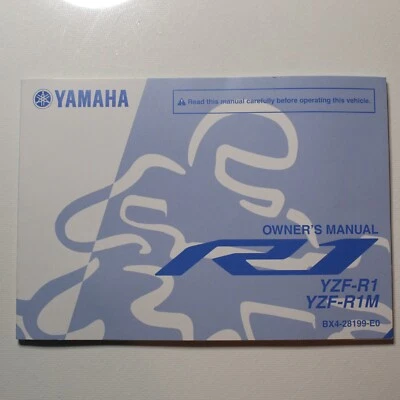 YAMAHA
⚠ Read this manual carefully before operating this vehicle.
OWNER'S MANUAL
R1
YZF-R1
YZF-R1M
BX4-28199-E0